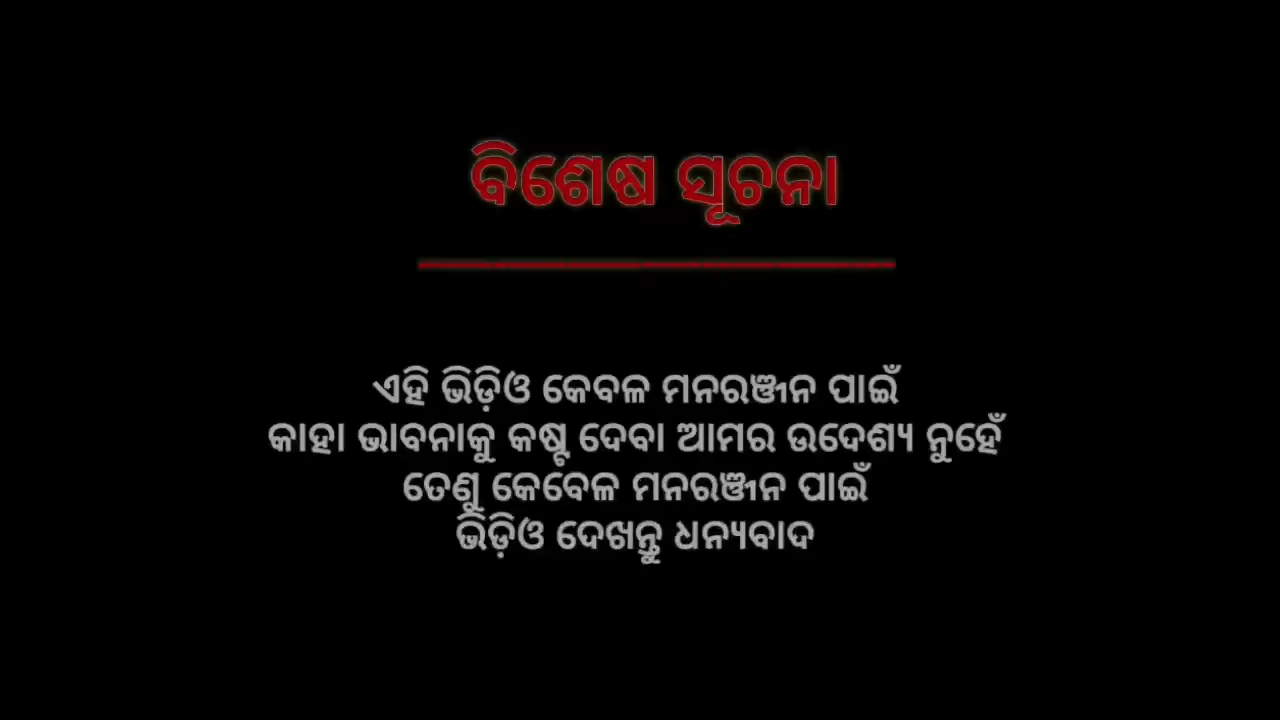 ବିଶେଷ ସୂଚନା
ଏହି ଭିଡ଼ିଓ କେବଳ ମନରଞ୍ଜନ ପାଇଁ
କାହା ଭାବନାକୁ କଷ୍ଟ ଦେବା ଆମର ଉଦେଶ୍ୟ ନୁହେଁ
ତେଣୁ କେବେଳ ମନରଞ୍ଜନ ପାଇଁ
ଭିଡ଼ିଓ ଦେଖନ୍ତୁ ଧନ୍ୟବାଦ